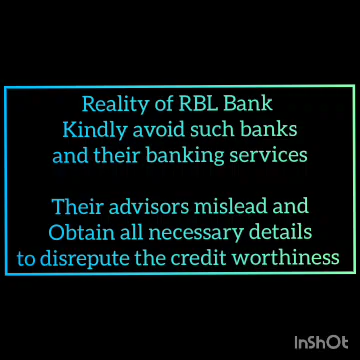 Reality of RBL Bank
Kindly avoid such banks
and their banking services
Their advisors mislead and
Obtain all necessary details
to disrepute the credit worthiness
InShOt